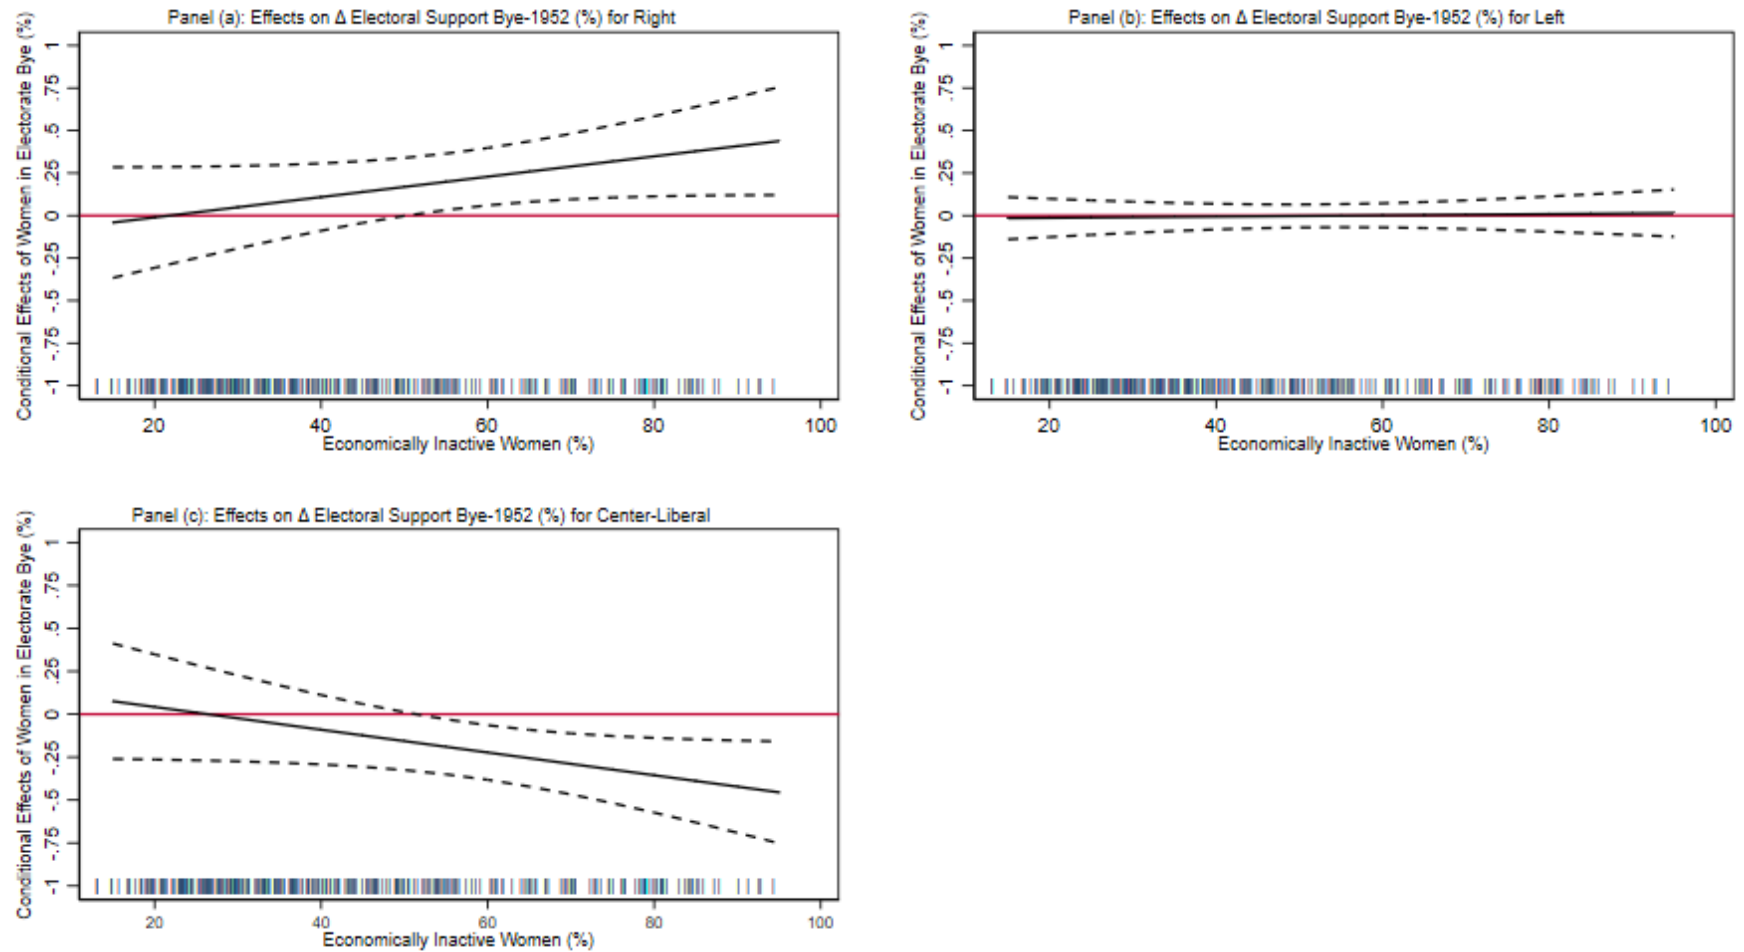 Panel (a): Effects on Δ Electoral Support Bye-1952 (%) for Right
Conditional Effects of Women in Electorate Bye (%)
1
.75
.5
.25
0
-.25
-.5
-.75
-1
20 40 60 80 100
Economically Inactive Women (%)
Panel (b): Effects on Δ Electoral Support Bye-1952 (%) for Left
Conditional Effects of Women in Electorate Bye (%)
1
.75
.5
.25
0
-.25
-.5
-.75
-1
20 40 60 80 100
Economically Inactive Women (%)
Panel (c): Effects on Δ Electoral Support Bye-1952 (%) for Center-Liberal
Conditional Effects of Women in Electorate Bye (%)
1
.75
.5
.25
0
-.25
-.5
-.75
-1
20 40 60 80 100
Economically Inactive Women (%)